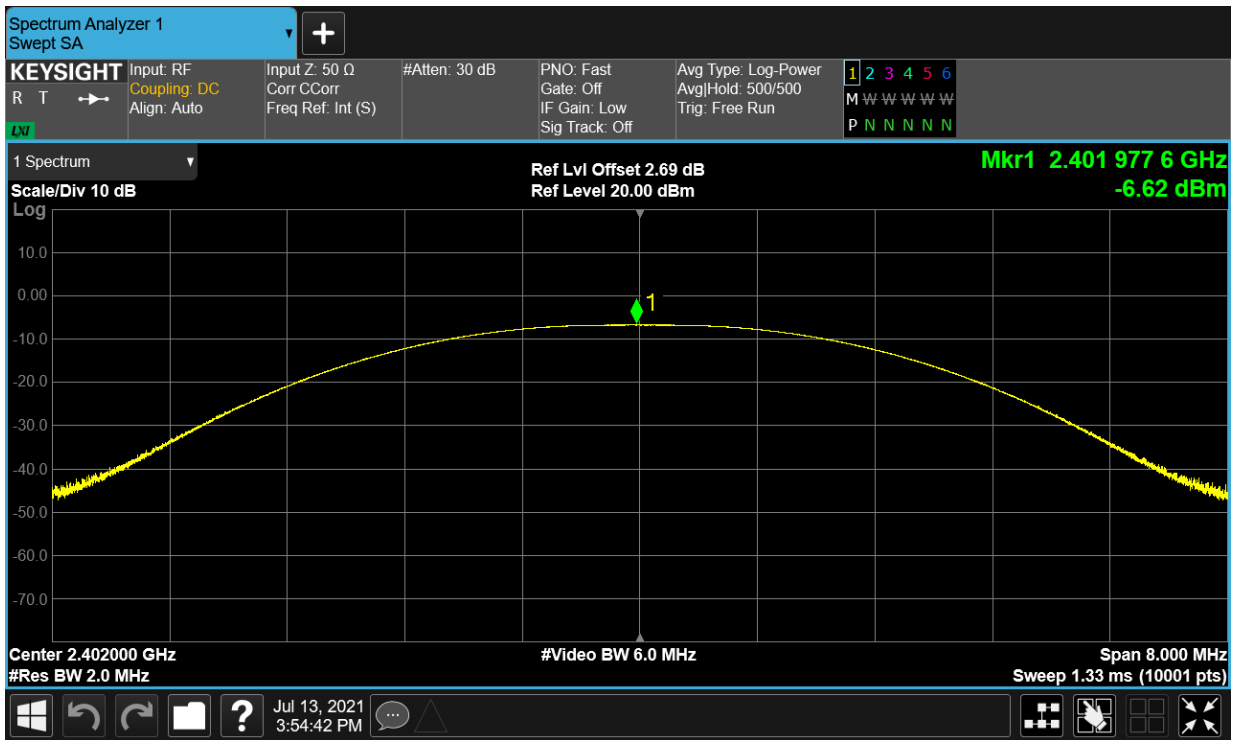 Spectrum Analyzer 1
Swept SA
▼
+
KEYSIGHT
R T
LXI
Input: RF
Coupling: DC
Align: Auto
Input Z: 50 Ω
Corr CCorr
Freq Ref: Int (S)
#Atten: 30 dB
PNO: Fast
Gate: Off
IF Gain: Low
Sig Track: Off
Avg Type: Log-Power
Avg|Hold: 500/500
Trig: Free Run
1 2 3 4 5 6
M W W W W W
P N N N N N
1 Spectrum ▼
Scale/Div 10 dB
Log
Ref Lvl Offset 2.69 dB
Ref Level 20.00 dBm
Mkr1 2.401 977 6 GHz
-6.62 dBm
10.0
0.00
-10.0
-20.0
-30.0
-40.0
-50.0
-60.0
-70.0
1
Center 2.402000 GHz
#Res BW 2.0 MHz
#Video BW 6.0 MHz
Span 8.000 MHz
Sweep 1.33 ms (10001 pts)
?
Jul 13, 2021
3:54:42 PM